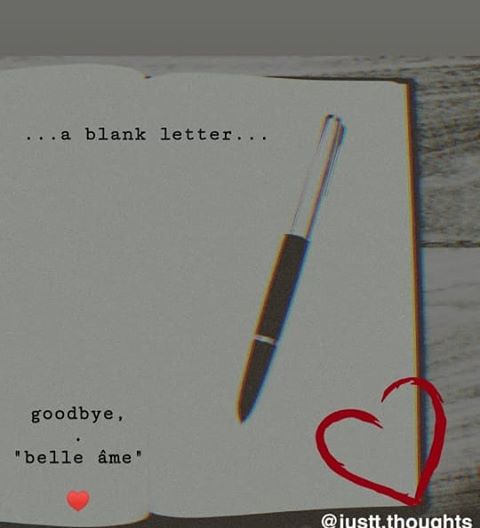 ...a blank letter...
goodbye,
.
"belle âme"
@justt.thoughts